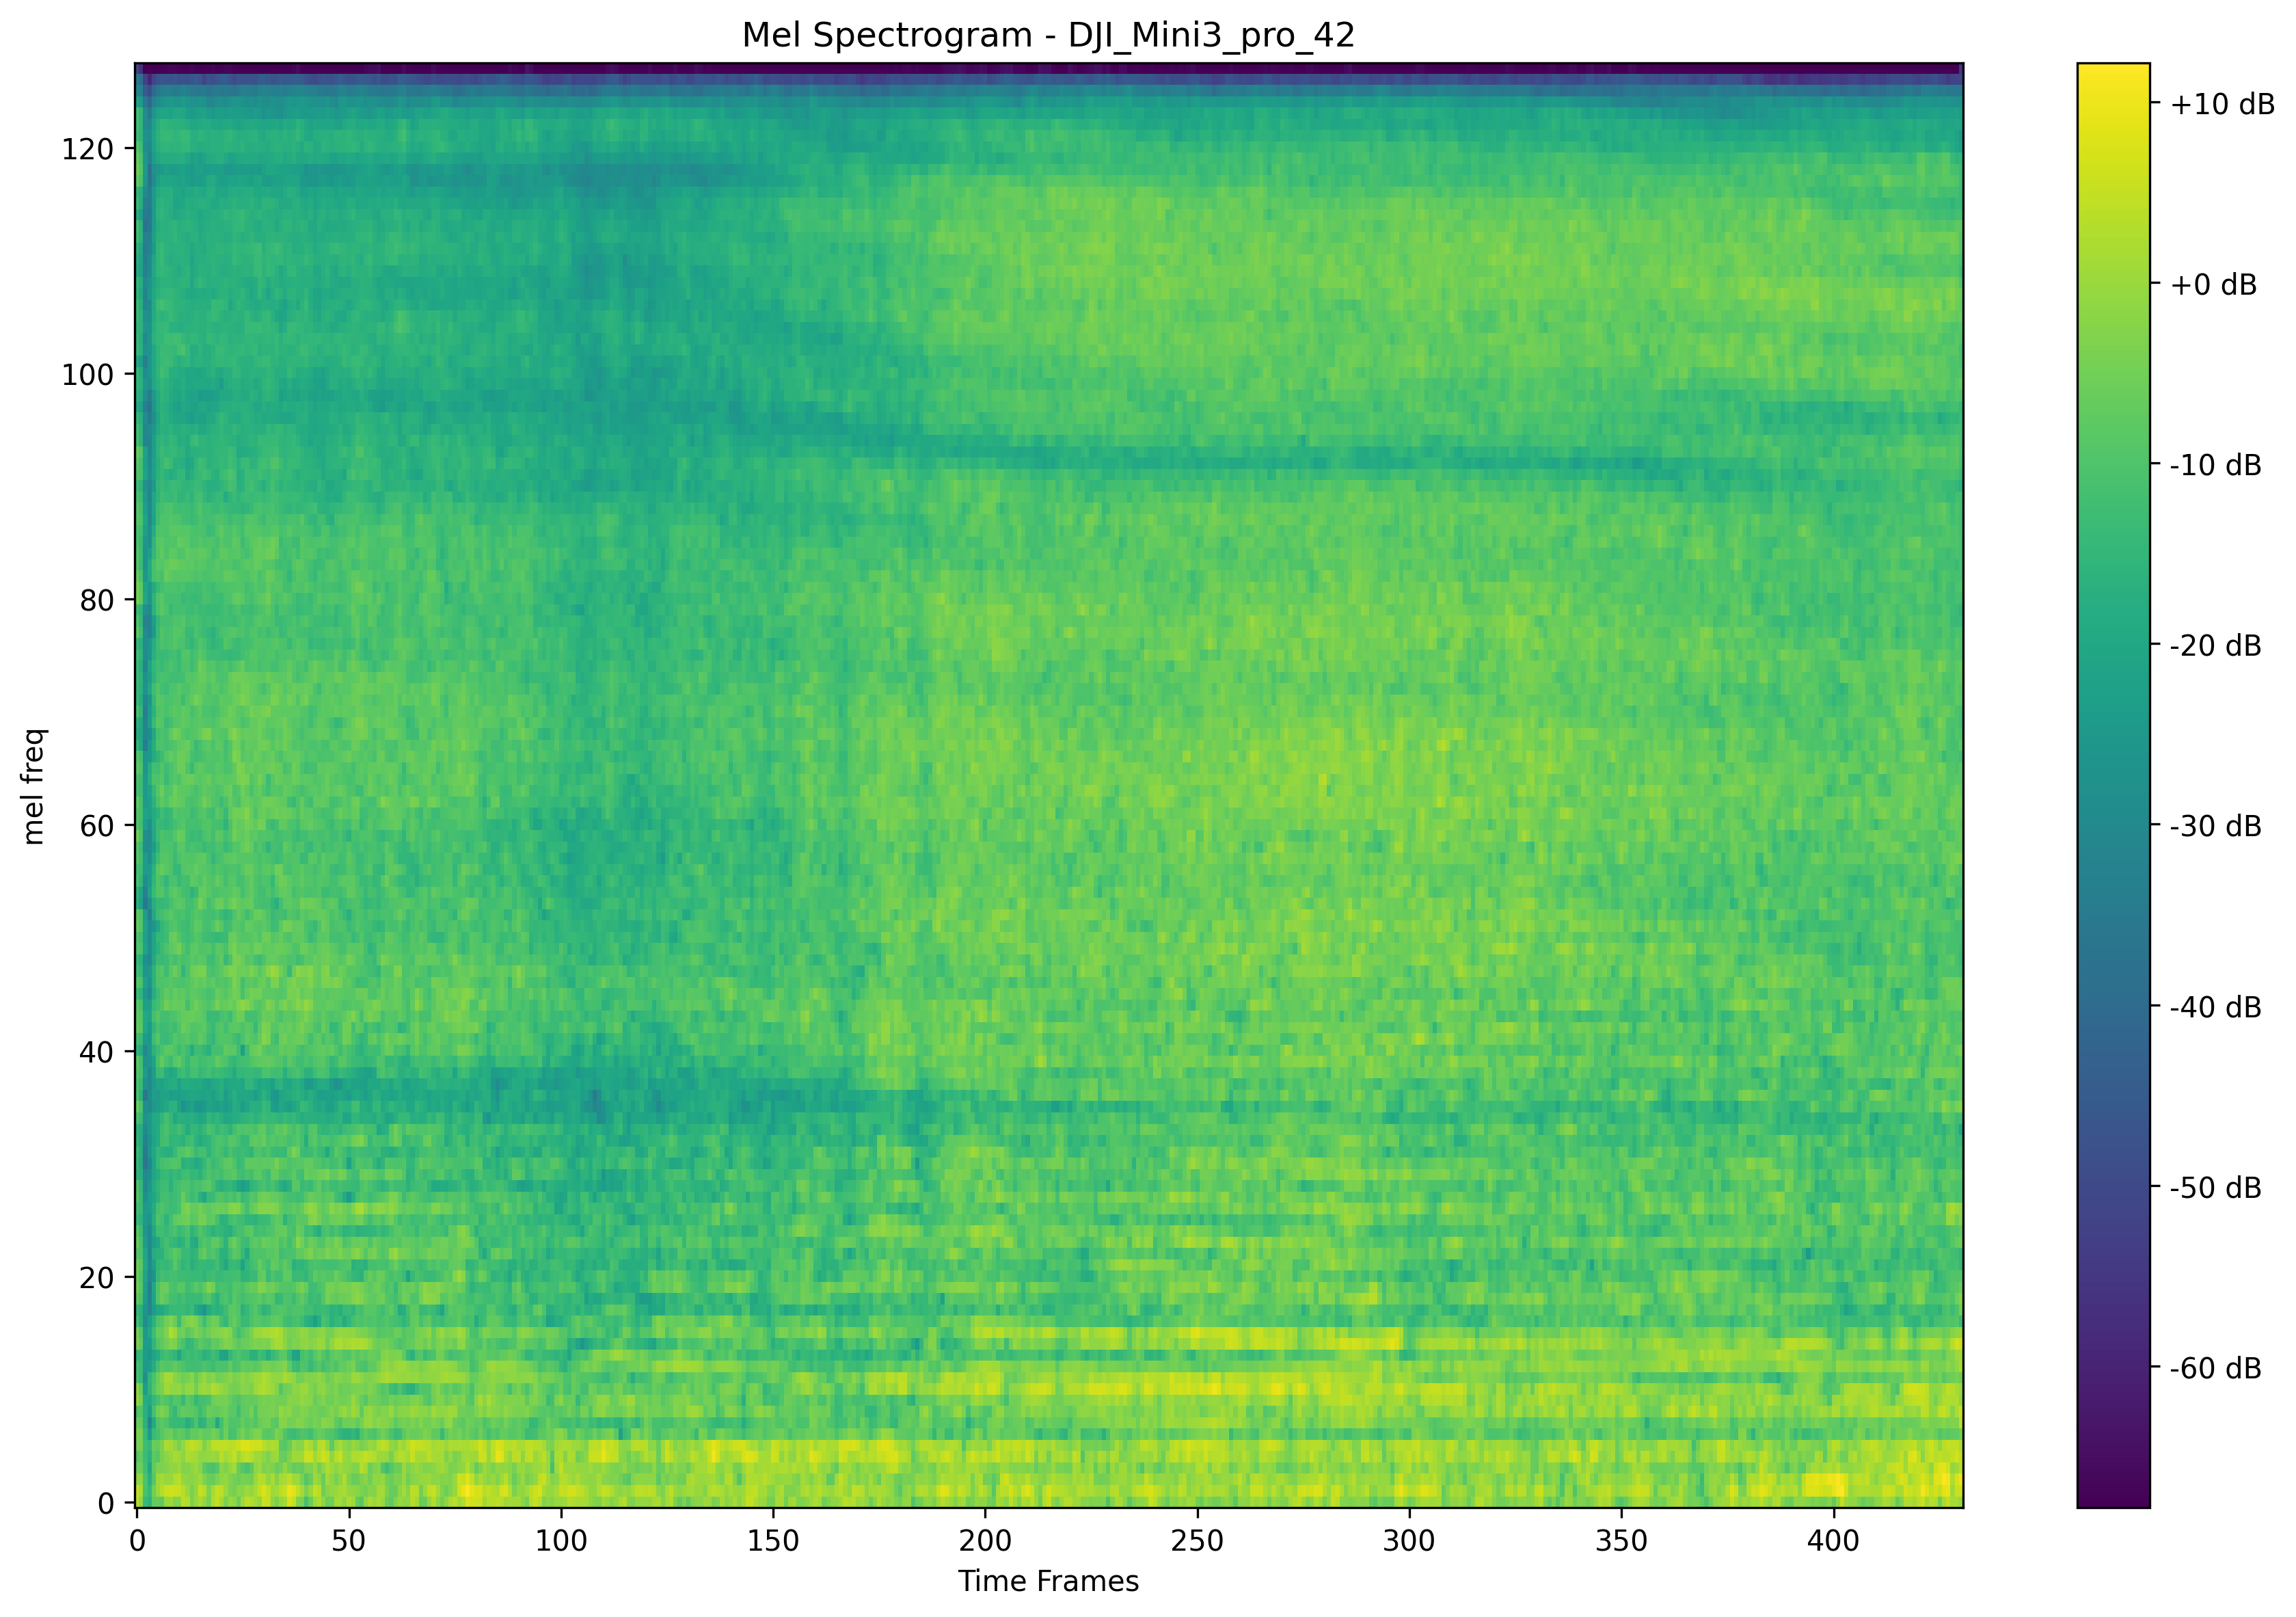 Mel Spectrogram - DJI_Mini3_pro_42
120
100
80
60
40
20
0
mel freq
0 50 100 150 200 250 300 350 400
Time Frames
+10 dB
+0 dB
-10 dB
-20 dB
-30 dB
-40 dB
-50 dB
-60 dB